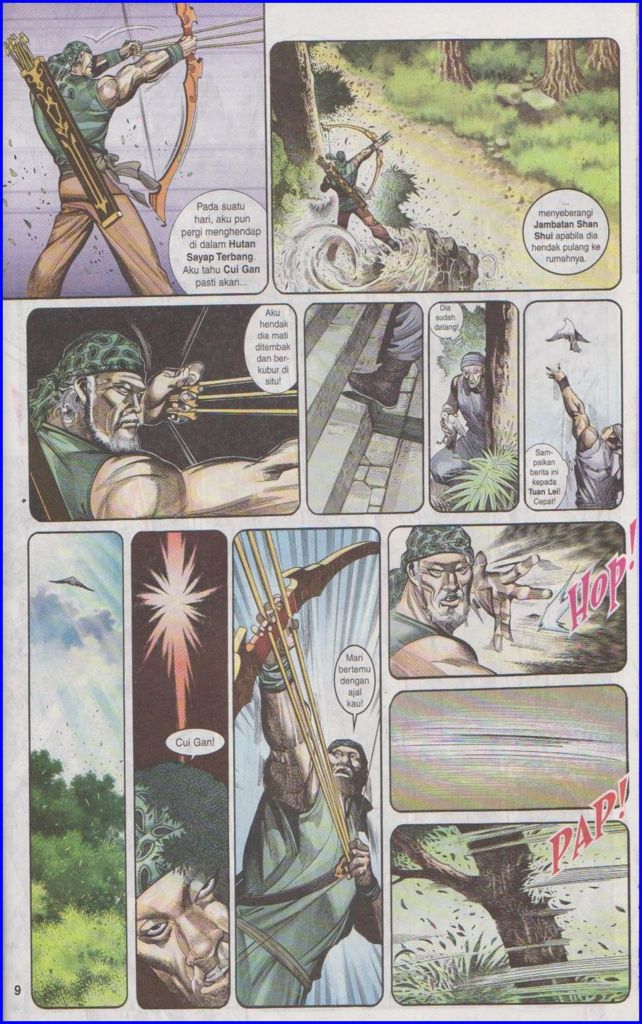 Pada suatu
hari, aku pun
pergi menghendap
di dalam Hutan
Sayap Terbang.
Aku tahu Cui Gan
pasti akan...
... menyeberangi
Jambatan Shan
Shui apabila dia
hendak pulang ke
rumahnya.
Aku
hendak
dia mati
ditembak
dan ber-
kubur di
situ!
Dia
sudah
datang!
Sam-
paikan
berita ini
kepada
Tuan Lei!
Cepat!
Cui Gan!
Mari
bertemu
dengan
ajal
kau!
HOP!
PAP!
9